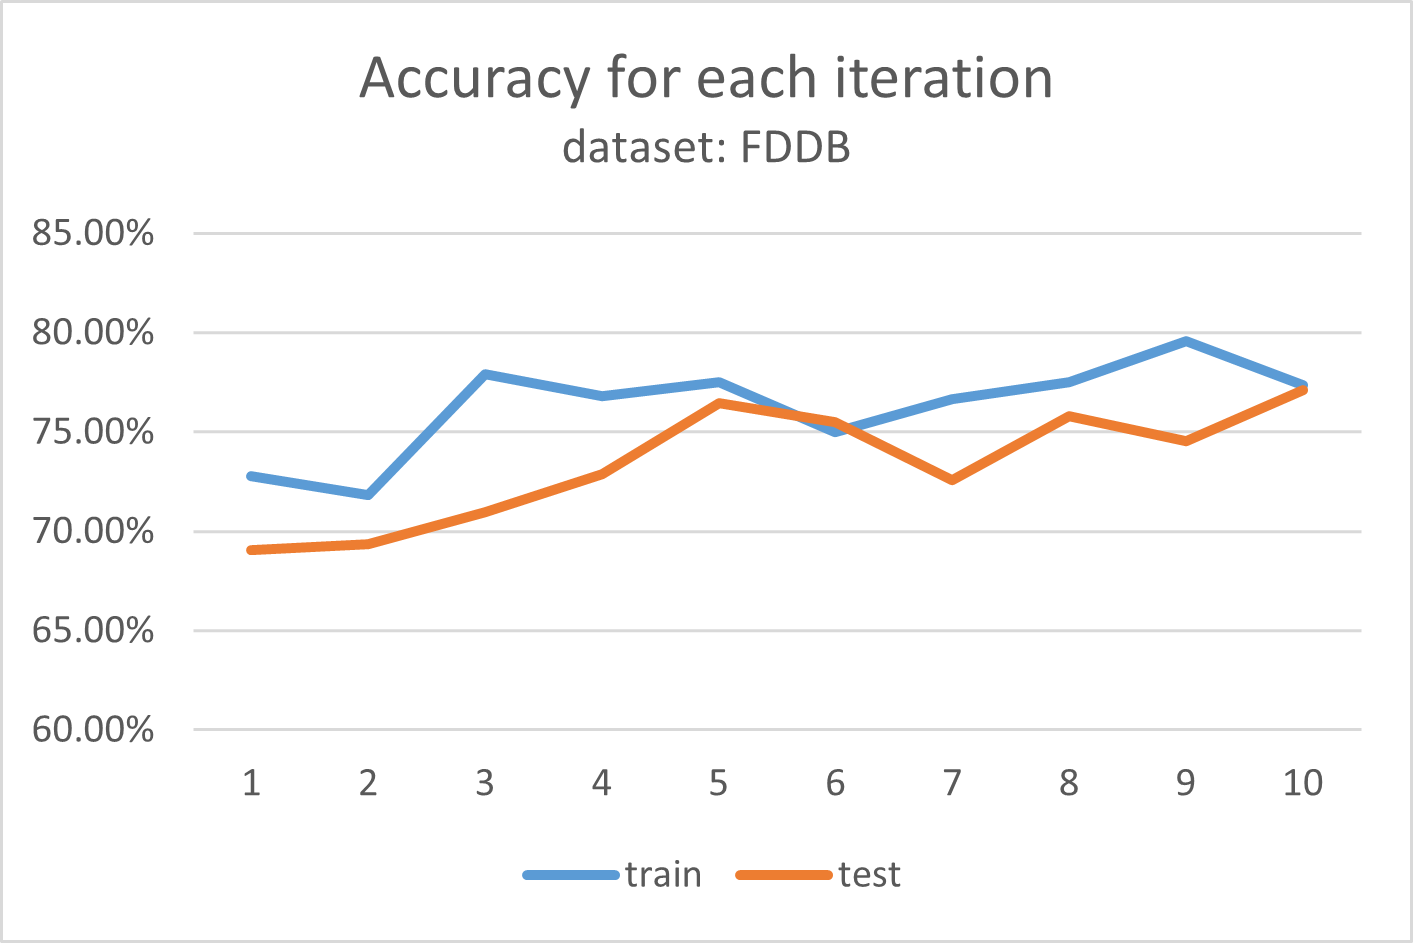 Accuracy for each iteration
dataset: FDDB
85.00%
80.00%
75.00%
70.00%
65.00%
60.00%
1 2 3 4 5 6 7 8 9 10
train test